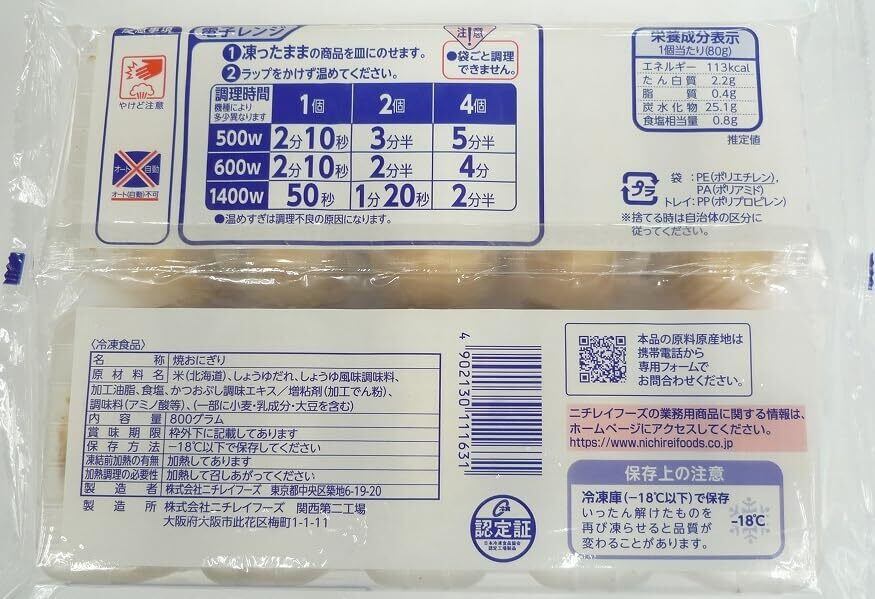 電子レンジ
❶凍ったままの商品を皿にのせます。
❷ラップをかけず温めてください。
注意
●袋ごと調理
できません。
やけど注意
オート 自動
オート(自動)不可
調理時間 1個 2個 4個
機種により
多少異なります
500W 2分10秒 3分半 5分半
600W 2分10秒 2分半 4分
1400W 50秒 1分20秒 2分半
●温めすぎは調理不良の原因になります。
栄養成分表示
1個当たり(80g)
エネルギー 113kcal
たん白質 2.2g
脂質 0.4g
炭水化物 25.1g
食塩相当量 0.8g
推定値
プラ
袋:PE(ポリエチレン),
PA(ポリアミド)
トレイ:PP(ポリプロピレン)
※捨てる時は自治体の区分に
従ってください。
〈冷凍食品〉
名称 焼おにぎり
原材料名 米(北海道)、しょうゆだれ、しょうゆ風味調味料、
加工油脂、食塩、かつおぶし調味エキス/増粘剤(加工でん粉)、
調味料(アミノ酸等)、(一部に小麦・乳成分・大豆を含む)
内容量 800グラム
賞味期限 枠外下に記載してあります
保存方法 −18℃以下で保存してください
凍結前加熱の有無 加熱してあります
加熱調理の必要性 加熱して召しあがってください
製造者 株式会社ニチレイフーズ 東京都中央区築地6-19-20
製造所 株式会社ニチレイフーズ 関西第二工場
大阪府大阪市此花区梅町1-1-11
4902130111631
認定証
日本冷凍食品協会
認定工場製品
本品の原料原産地は
携帯電話から
専用フォームで
お問合わせください。
ニチレイフーズの業務用商品に関する情報は、
ホームページにアクセスしてください。
https://www.nichireifoods.co.jp
保存上の注意
冷凍庫(−18℃以下)で保存
いったん解けたものを
再び凍らせると品質が
変わることがあります。
-18℃